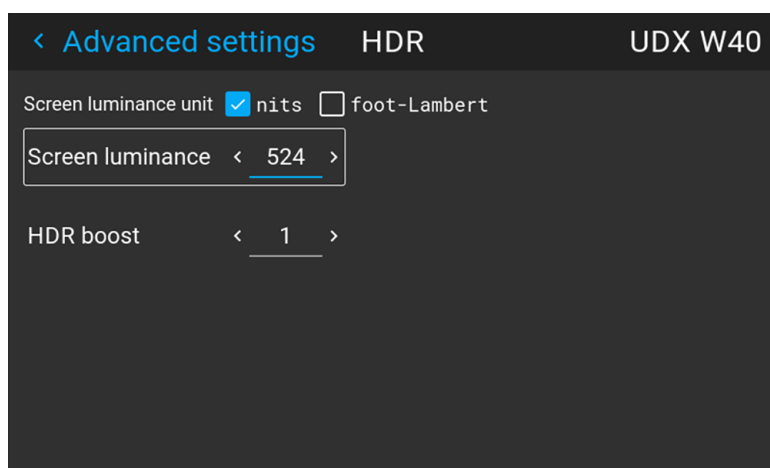 Advanced settings HDR UDX W40
Screen luminance unit nits foot-Lambert
Screen luminance 524
HDR boost 1